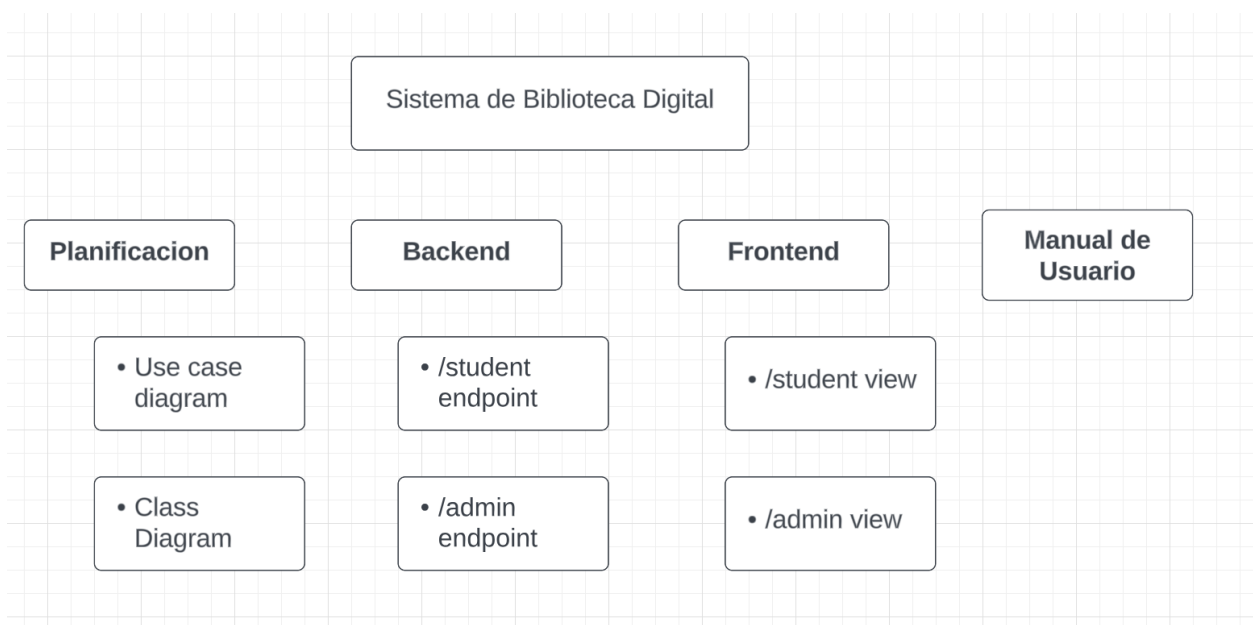 Sistema de Biblioteca Digital
Planificacion
Backend
Frontend
Manual de
Usuario
• Use case
diagram
• /student
endpoint
• /student view
• Class
Diagram
• /admin
endpoint
• /admin view